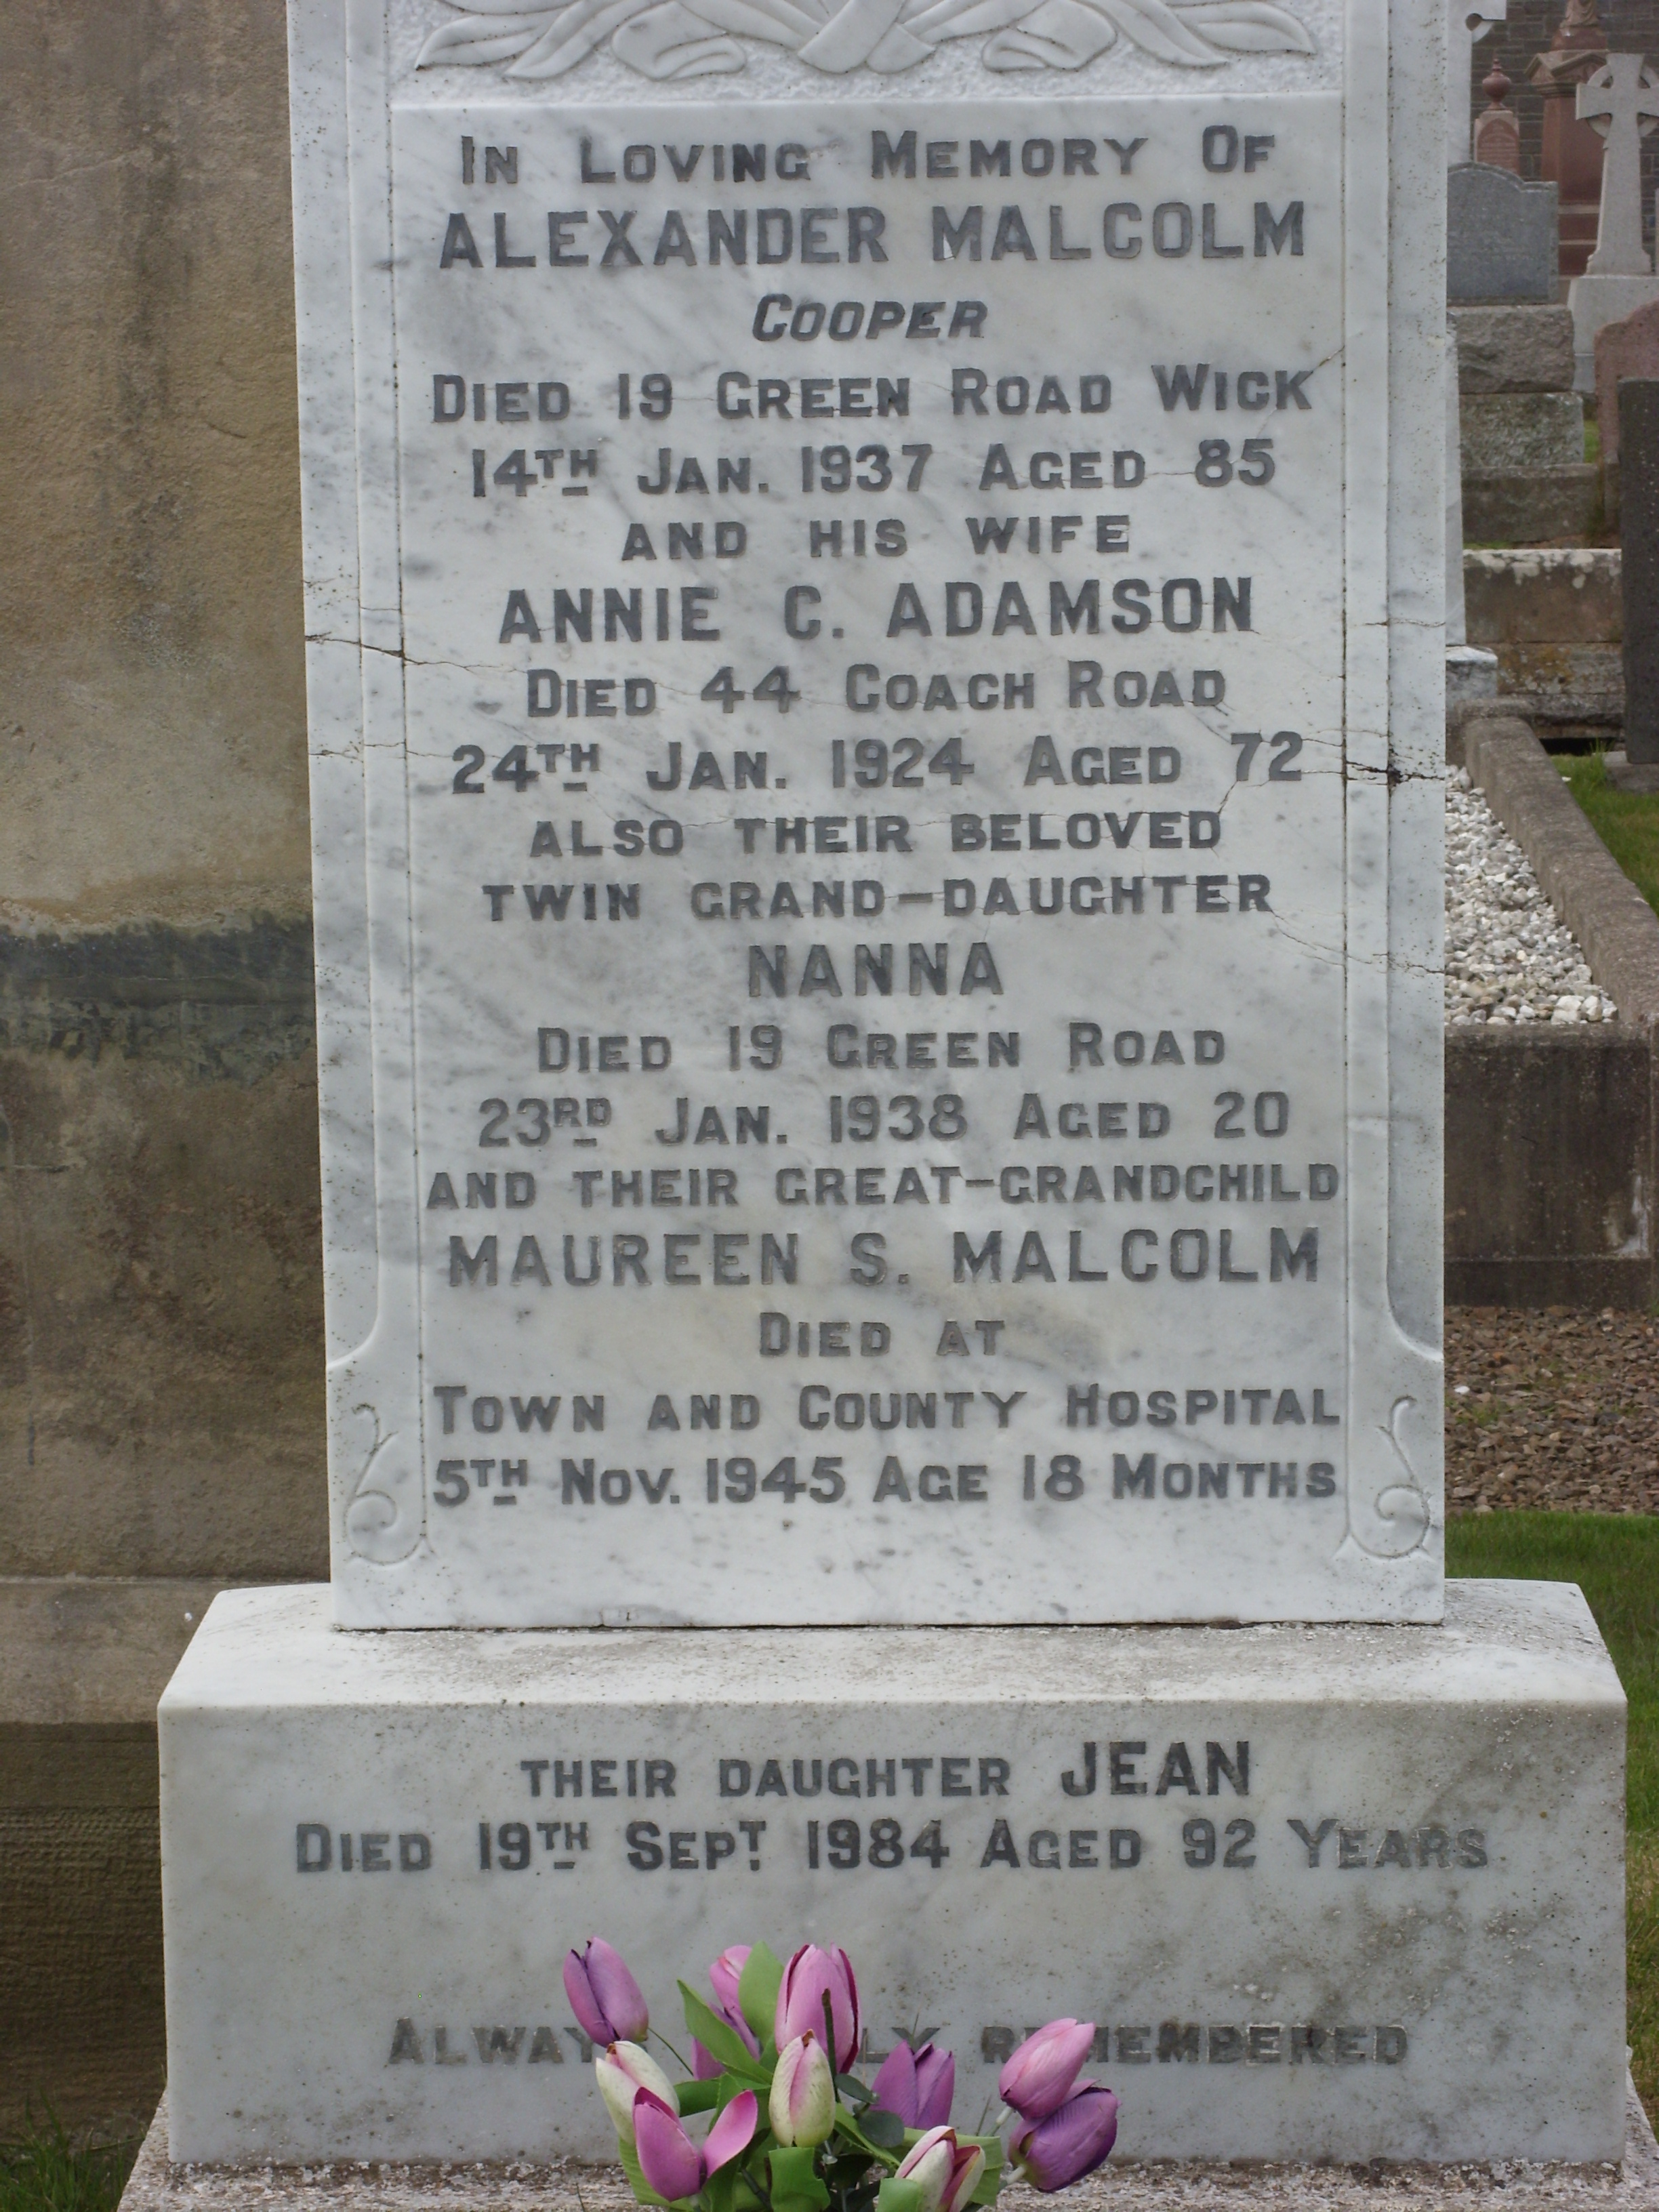 IN LOVING MEMORY OF
ALEXANDER MALCOLM
COOPER
DIED 19 GREEN ROAD WICK
14TH JAN. 1937 AGED 85
AND HIS WIFE
ANNIE C. ADAMSON
DIED 44 COACH ROAD
24TH JAN. 1924 AGED 72
ALSO THEIR BELOVED
TWIN GRAND-DAUGHTER
NANNA
DIED 19 GREEN ROAD
23RD JAN. 1938 AGED 20
AND THEIR GREAT-GRANDCHILD
MAUREEN S. MALCOLM
DIED AT
TOWN AND COUNTY HOSPITAL
5TH NOV. 1945 AGE 18 MONTHS
THEIR DAUGHTER JEAN
DIED 19TH SEPT. 1984 AGED 92 YEARS
ALWAYS REMEMBERED